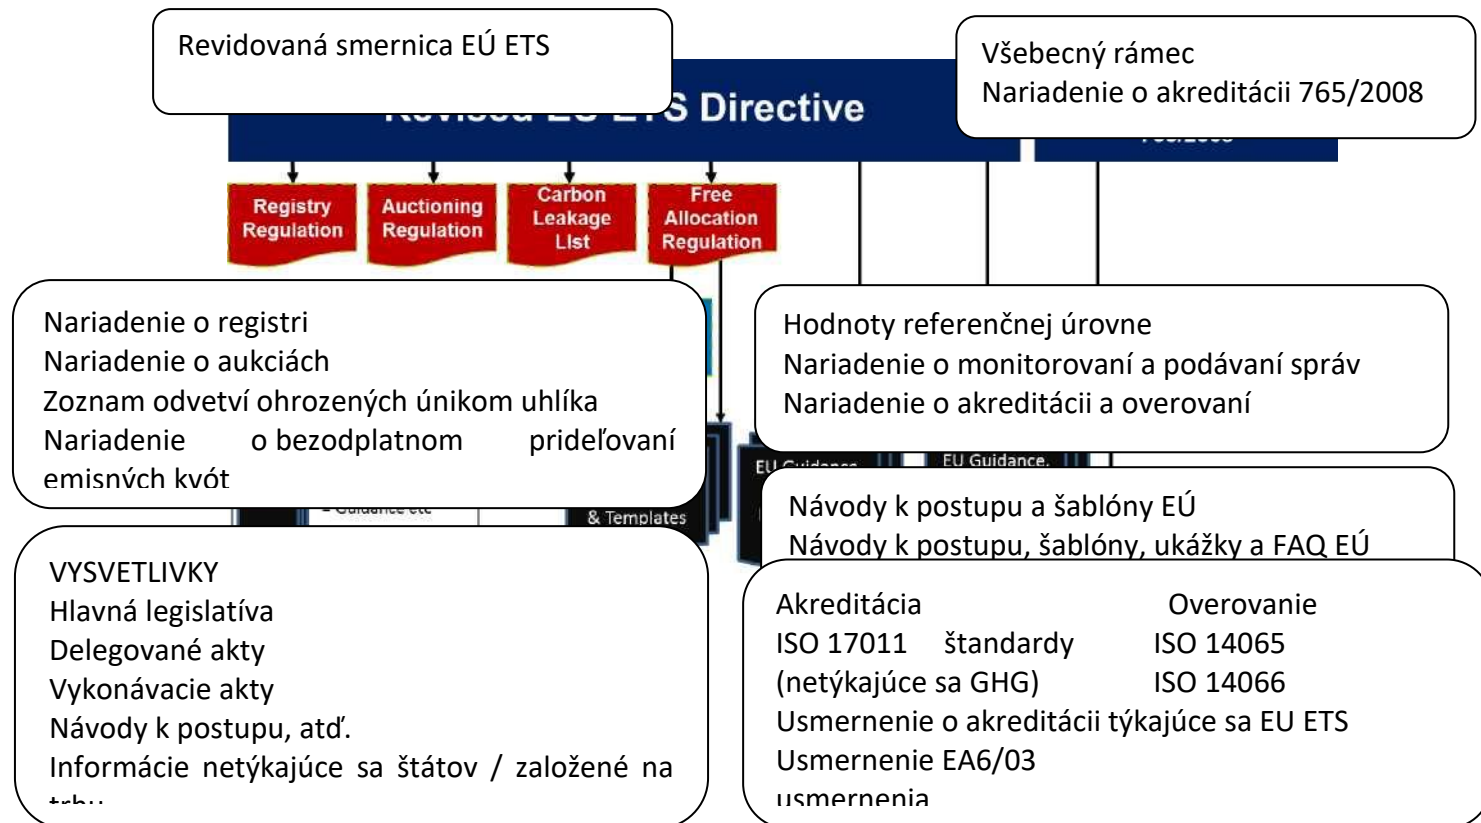 Revidovaná smernica EÚ ETS
Všebecný rámec
Nariadenie o akreditácii 765/2008
Revised EU ETS Directive
Registry
Regulation
Auctioning
Regulation
Carbon
Leakage
LIst
Free
Allocation
Regulation
Nariadenie o registri
Nariadenie o aukciách
Zoznam odvetví ohrozených únikom uhlíka
Nariadenie o bezodplatnom prideľovaní
emisných kvót
Hodnoty referenčnej úrovne
Nariadenie o monitorovaní a podávaní správ
Nariadenie o akreditácii a overovaní
EU Guidance
EU Guidance,
& Templates
Návody k postupu a šablóny EÚ
Návody k postupu, šablóny, ukážky a FAQ EÚ
VYSVETLIVKY
Hlavná legislatíva
Delegované akty
Vykonávacie akty
Návody k postupu, atď.
Informácie netýkajúce sa štátov / založené na
trhu
Akreditácia Overovanie
ISO 17011 štandardy ISO 14065
(netýkajúce sa GHG) ISO 14066
Usmernenie o akreditácii týkajúce sa EU ETS
Usmernenie EA6/03
usmernenia